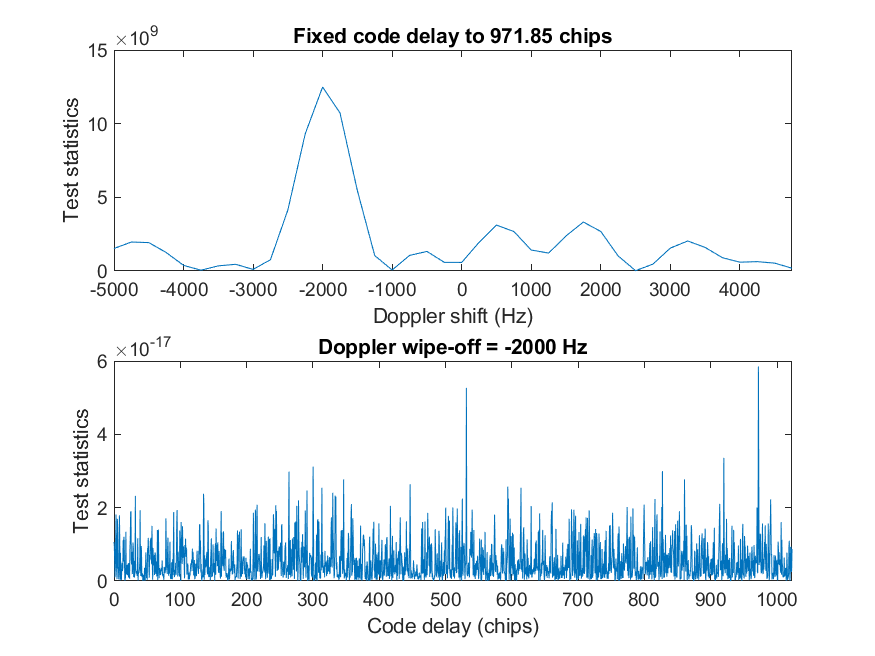 ×10^9
Fixed code delay to 971.85 chips
15
10
5
0
Test statistics
-5000 -4000 -3000 -2000 -1000 0 1000 2000 3000 4000
Doppler shift (Hz)
×10^-17
Doppler wipe-off = -2000 Hz
6
4
2
0
Test statistics
0 100 200 300 400 500 600 700 800 900 1000
Code delay (chips)